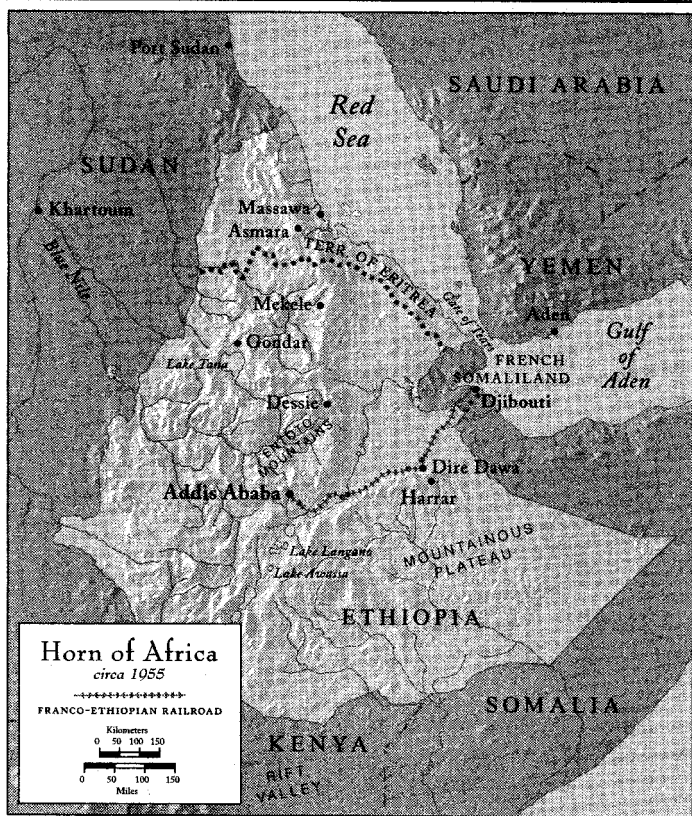 Port Sudan
SAUDI ARABIA
Red
Sea
SUDAN
Khartoum
Massawa
Asmara
Blue Nile
TERR. OF ERITREA
YEMEN
Mekele
Gate of Tears
Aden
Gulf
of
Aden
Gondar
Lake Tana
FRENCH
SOMALILAND
Dessie
Djibouti
ENTOTO
MOUNTAINS
Dire Dawa
Addis Ababa
Harrar
MOUNTAINOUS
PLATEAU
Lake Langano
Lake Awassa
ETHIOPIA
Horn of Africa
circa 1955
FRANCO-ETHIOPIAN RAILROAD
Kilometers
0 50 100 150
0 50 100 150
Miles
SOMALIA
KENYA
RIFT
VALLEY